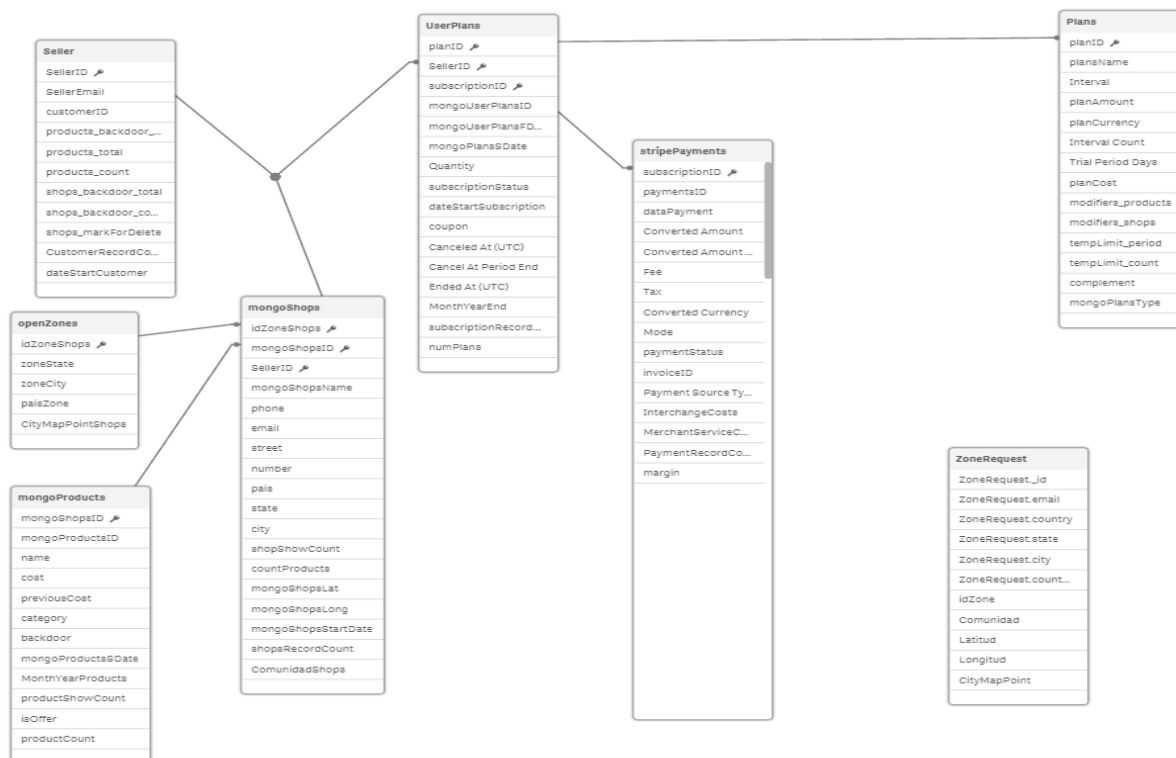 Seller
SellerID
SellerEmail
customerID
products_backdoor_...
products_total
products_count
shops_backdoor_total
shops_backdoor_co...
shops_markForDelete
CustomerRecordCo...
dateStartCustomer
openZones
idZoneShops
zoneState
zoneCity
paisZone
CityMapPointShops
mongoProducts
mongoShopsID
mongoProductsID
name
cost
previousCost
category
backdoor
mongoProductsSDate
MonthYearProducts
productShowCount
isOffer
productCount
mongoShops
idZoneShops
mongoShopsID
SellerID
mongoShopsName
phone
email
street
number
pais
state
city
shopShowCount
countProducts
mongoShopsLat
mongoShopsLong
mongoShopsStartDate
shopsRecordCount
ComunidadShops
UserPlans
planID
SellerID
subscriptionID
mongoUserPlansID
mongoUserPlansFD...
mongoPlansSDate
Quantity
subscriptionStatus
dateStartSubscription
coupon
Canceled At (UTC)
Cancel At Period End
Ended At (UTC)
MonthYearEnd
subscriptionRecord...
numPlans
stripePayments
subscriptionID
paymentsID
dataPayment
Converted Amount
Converted Amount ...
Fee
Tax
Converted Currency
Mode
paymentStatus
invoiceID
Payment Source Ty...
InterchangeCosts
MerchantServiceC...
PaymentRecordCo...
margin
Plans
planID
plansName
Interval
planAmount
planCurrency
Interval Count
Trial Period Days
planCost
modifiers_products
modifiers_shops
tempLimit_period
tempLimit_count
complement
mongoPlansType
ZoneRequest
ZoneRequest._id
ZoneRequest.email
ZoneRequest.country
ZoneRequest.state
ZoneRequest.city
ZoneRequest.count...
idZone
Comunidad
Latitud
Longitud
CityMapPoint